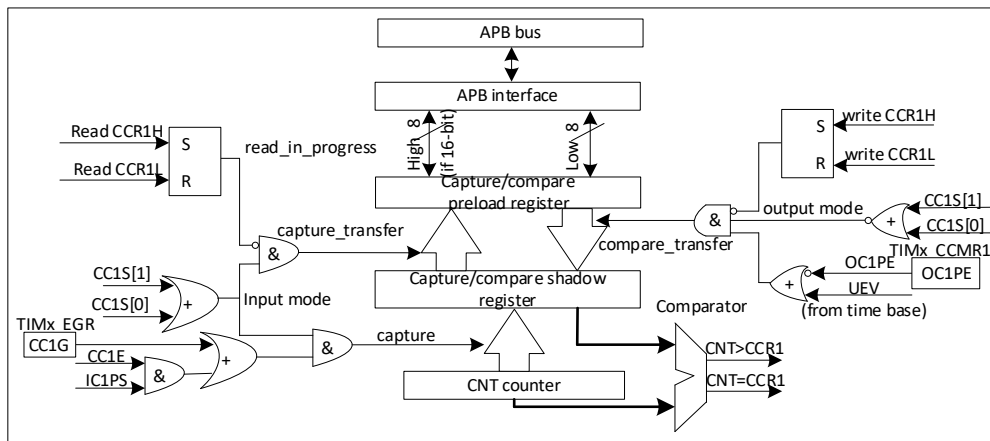 APB bus
APB interface
High 8
(if 16-bit)
Low 8
Read CCR1H
Read CCR1L
S
R
read_in_progress
Capture/compare
preload register
S
R
write CCR1H
write CCR1L
&
capture_transfer
&
compare_transfer
output mode
+
CC1S[1]
CC1S[0]
TIMx_CCMR1
OC1PE
OC1PE
+
UEV
(from time base)
CC1S[1]
CC1S[0]
+
Input mode
Capture/compare shadow
register
Comparator
TIMx_EGR
CC1G
CC1E
IC1PS
&
+
&
capture
CNT counter
CNT>CCR1
CNT=CCR1